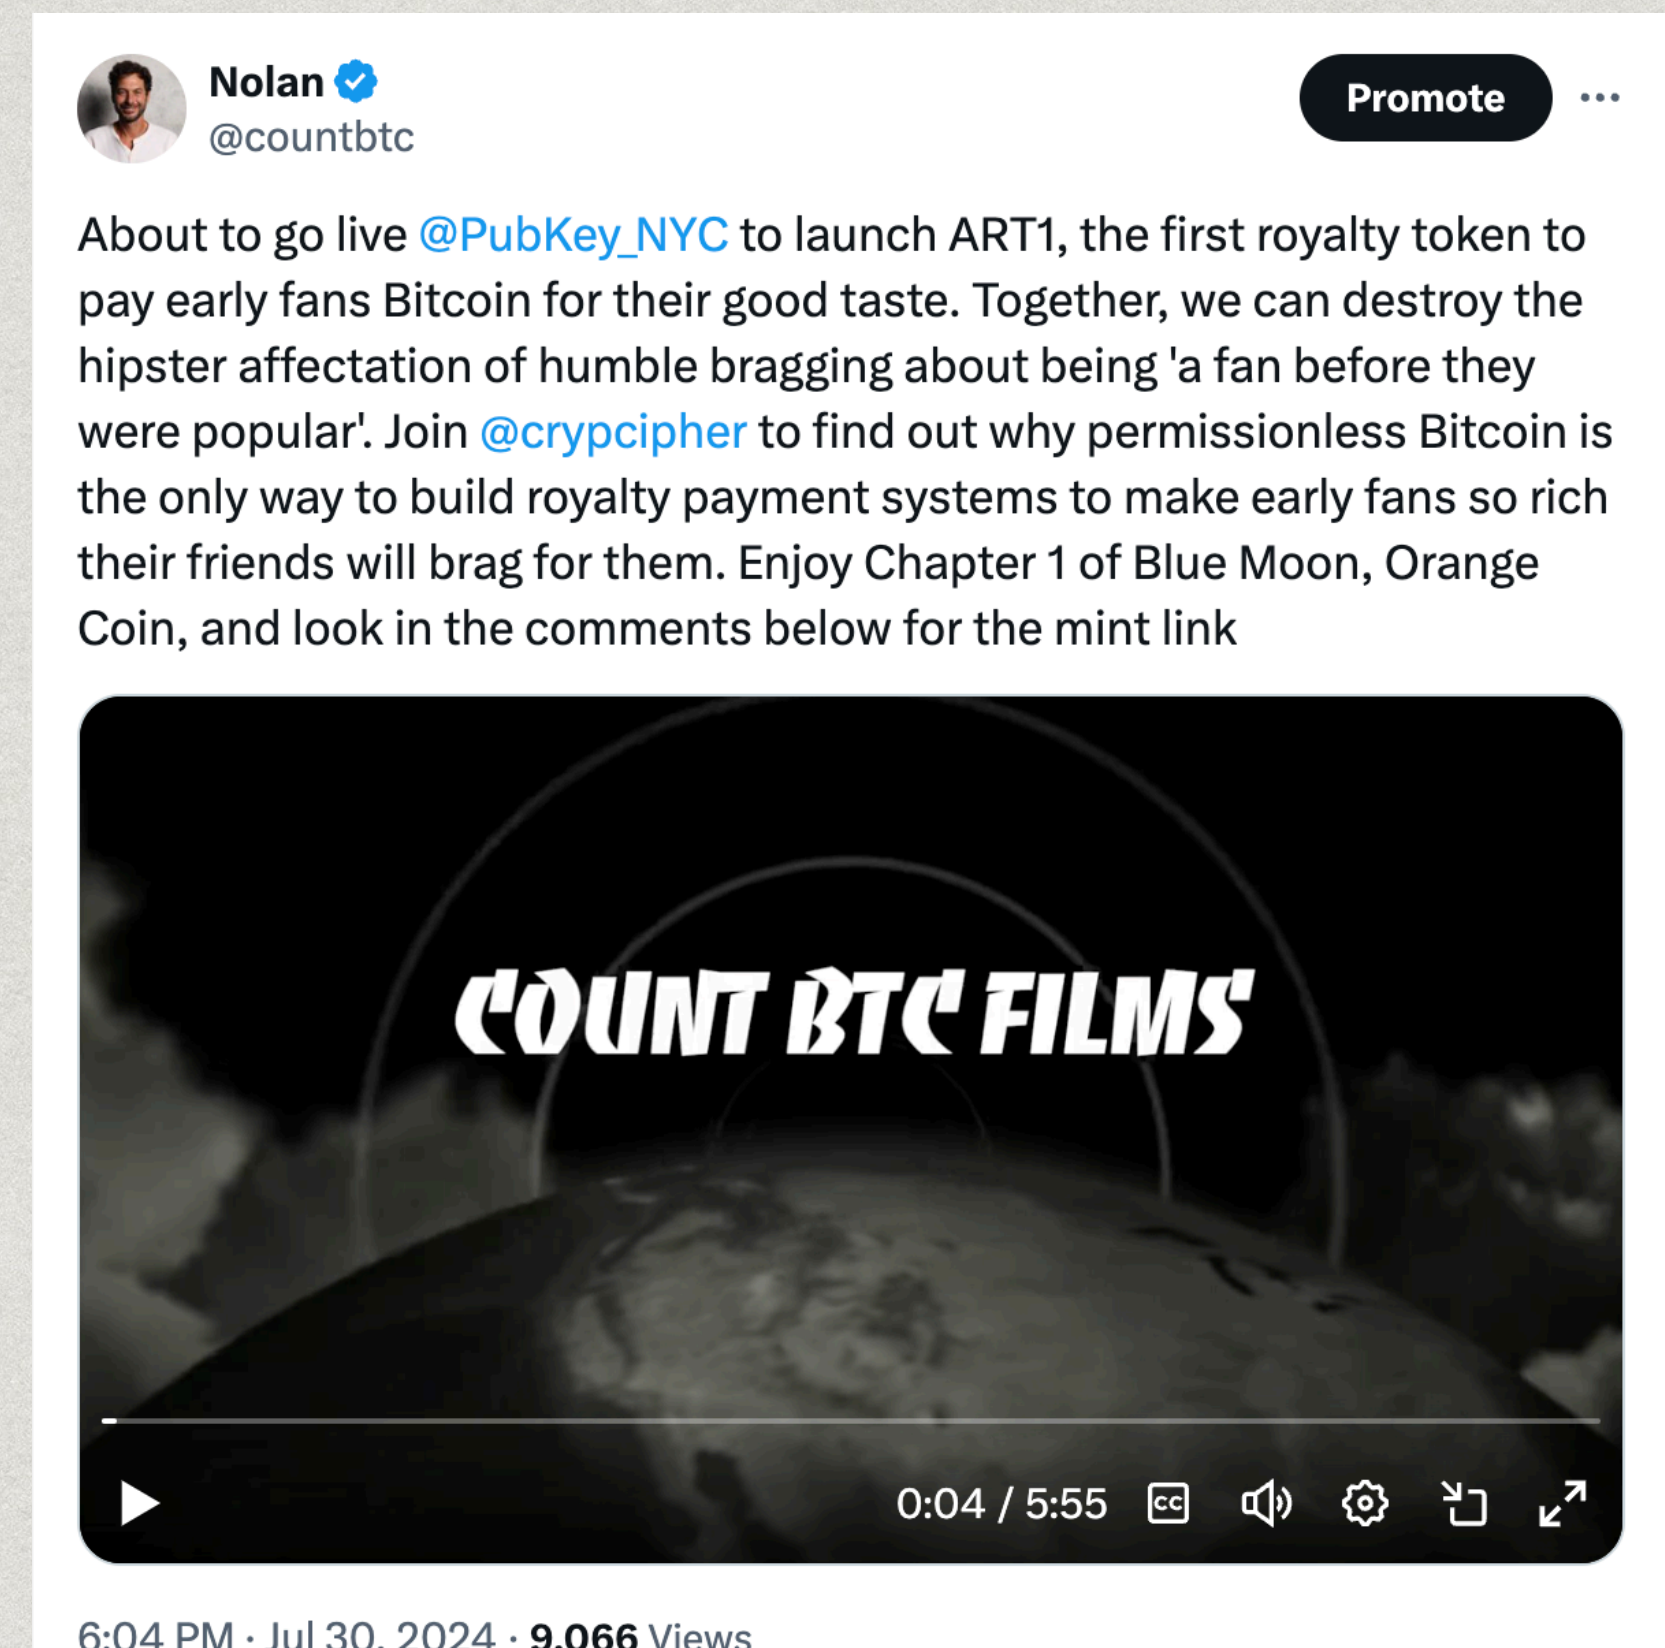 Nolan
@countbtc
Promote
About to go live @PubKey_NYC to launch ART1, the first royalty token to
pay early fans Bitcoin for their good taste. Together, we can destroy the
hipster affectation of humble bragging about being 'a fan before they
were popular'. Join @crypcipher to find out why permissionless Bitcoin is
the only way to build royalty payment systems to make early fans so rich
their friends will brag for them. Enjoy Chapter 1 of Blue Moon, Orange
Coin, and look in the comments below for the mint link
COUNT BTC FILMS
0:04 / 5:55
CC
6:04 PM · Jul 30, 2024 · 9,066 Views